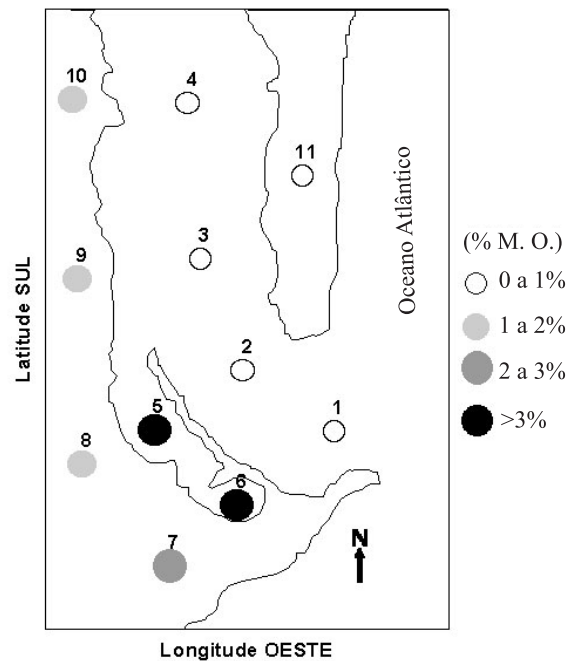 10
4
11
Oceano Atlântico
(% M. O.)
0 a 1%
1 a 2%
2 a 3%
>3%
3
9
Latitude SUL
2
5
1
8
6
7
N
Longitude OESTE